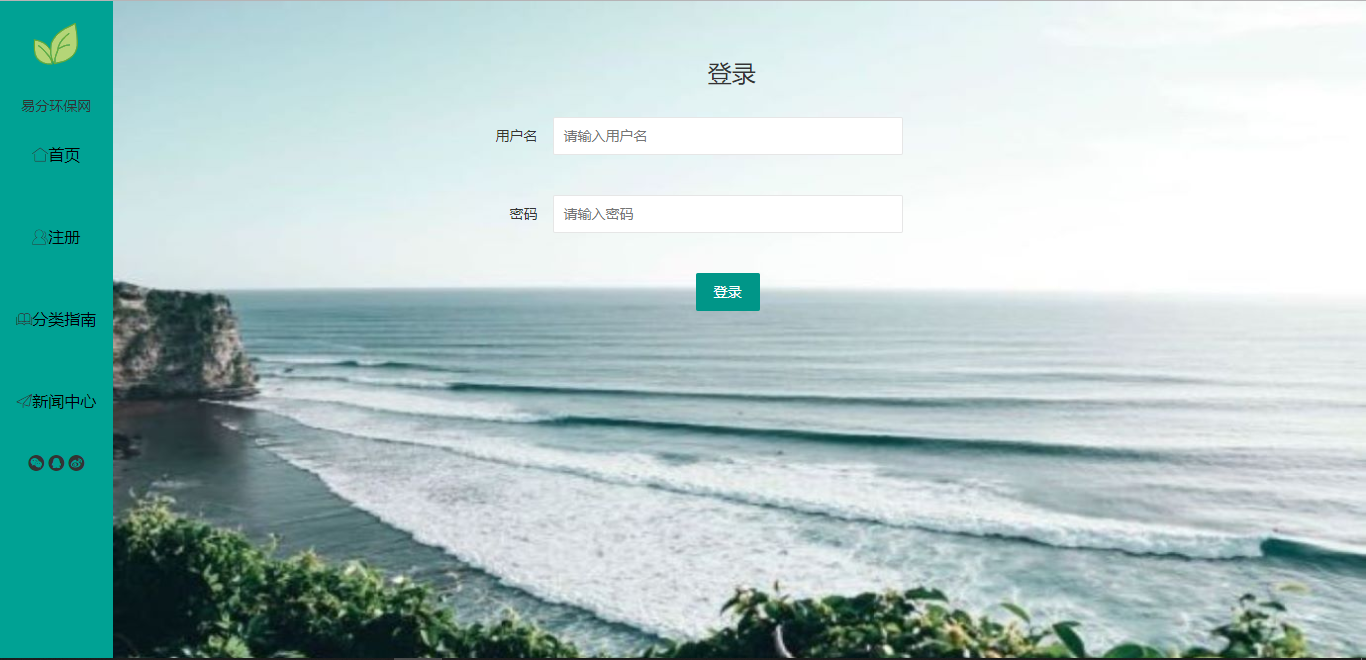 易分环保网
首页
注册
分类指南
新闻中心
登录
用户名 请输入用户名
密码 请输入密码
登录